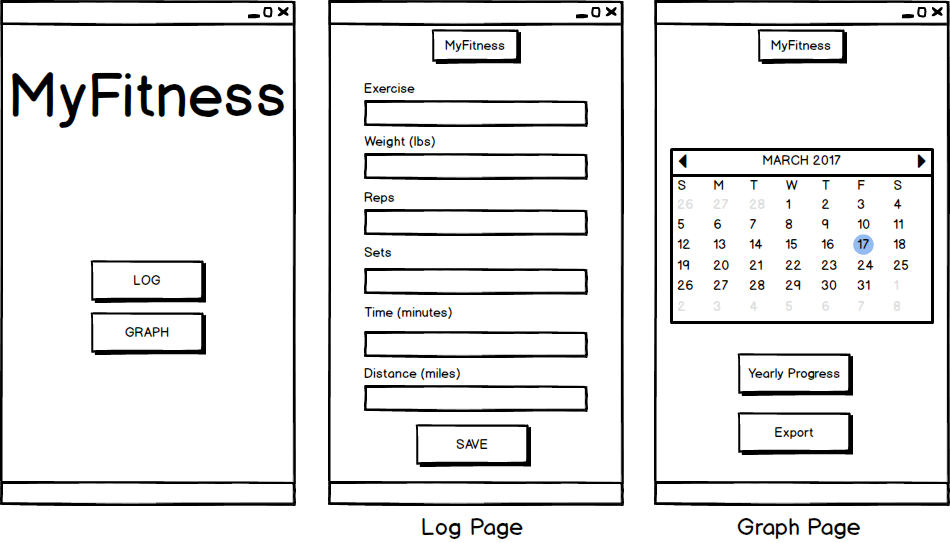 MyFitness
LOG
GRAPH
MyFitness
Exercise
Weight (lbs)
Reps
Sets
Time (minutes)
Distance (miles)
SAVE
Log Page
MyFitness
MARCH 2017
S M T W T F S
26 27 28 1 2 3 4
5 6 7 8 9 10 11
12 13 14 15 16 17 18
19 20 21 22 23 24 25
26 27 28 29 30 31 1
2 3 4 5 6 7 8
Yearly Progress
Export
Graph Page